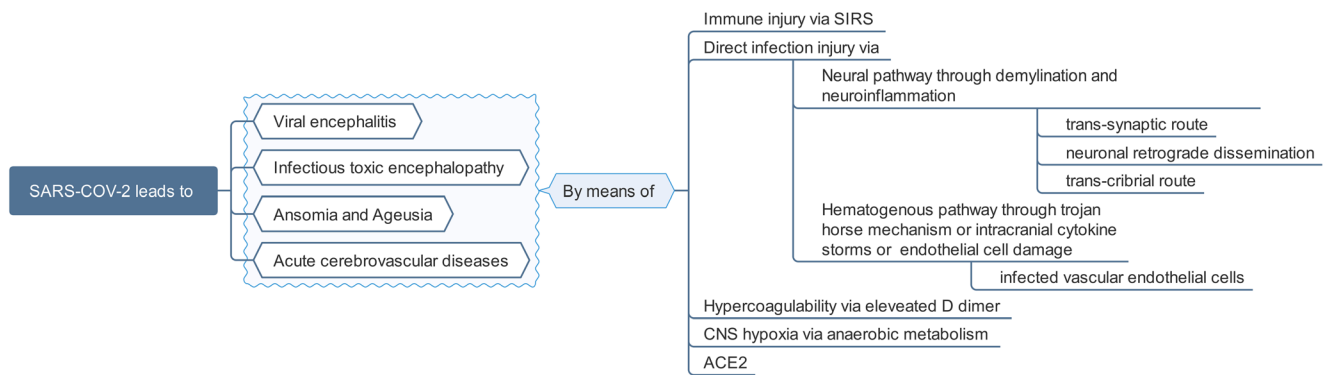 SARS-COV-2 leads to
Viral encephalitis
Infectious toxic encephalopathy
Ansomia and Ageusia
Acute cerebrovascular diseases
By means of
Immune injury via SIRS
Direct infection injury via
Neural pathway through demylination and
neuroinflammation
trans-synaptic route
neuronal retrograde dissemination
trans-cribrial route
Hematogenous pathway through trojan
horse mechanism or intracranial cytokine
storms or  endothelial cell damage
infected vascular endothelial cells
Hypercoagulability via eleveated D dimer
CNS hypoxia via anaerobic metabolism
ACE2